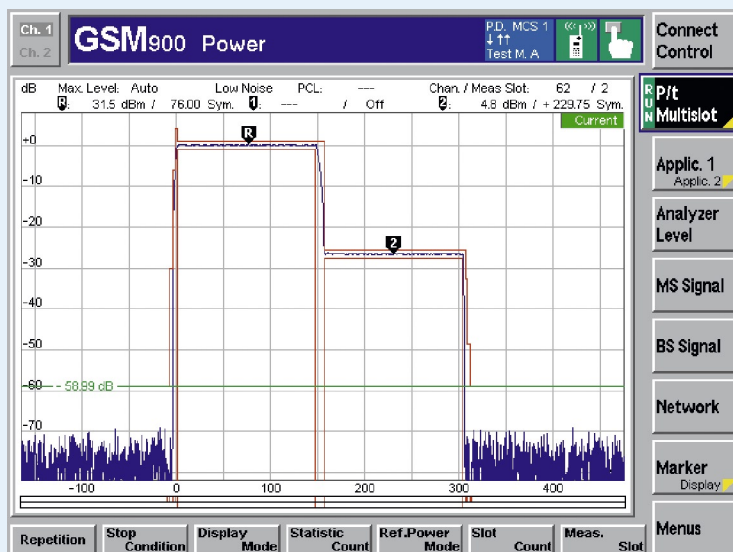 Ch. 1
Ch. 2
GSM900 Power
P.D. MCS 1
↓↑↑
Test M. A
Connect Control
dB Max. Level: Auto Low Noise PCL: --- Chan. / Meas Slot: 62 / 2
R: 31.5 dBm / 76.00 Sym. 1: --- / Off 2: 4.8 dBm / + 229.75 Sym.
Current
RUN
P/t Multislot
+0
R
-10
Applic. 1
Applic. 2
-20
Analyzer Level
2
-30
MS Signal
-40
-50
BS Signal
-60
- 58.99 dB
Network
-70
Marker
Display
-100 0 100 200 300 400
Repetition
Stop Condition
Display Mode
Statistic Count
Ref.Power Mode
Slot Count
Meas. Slot
Menus